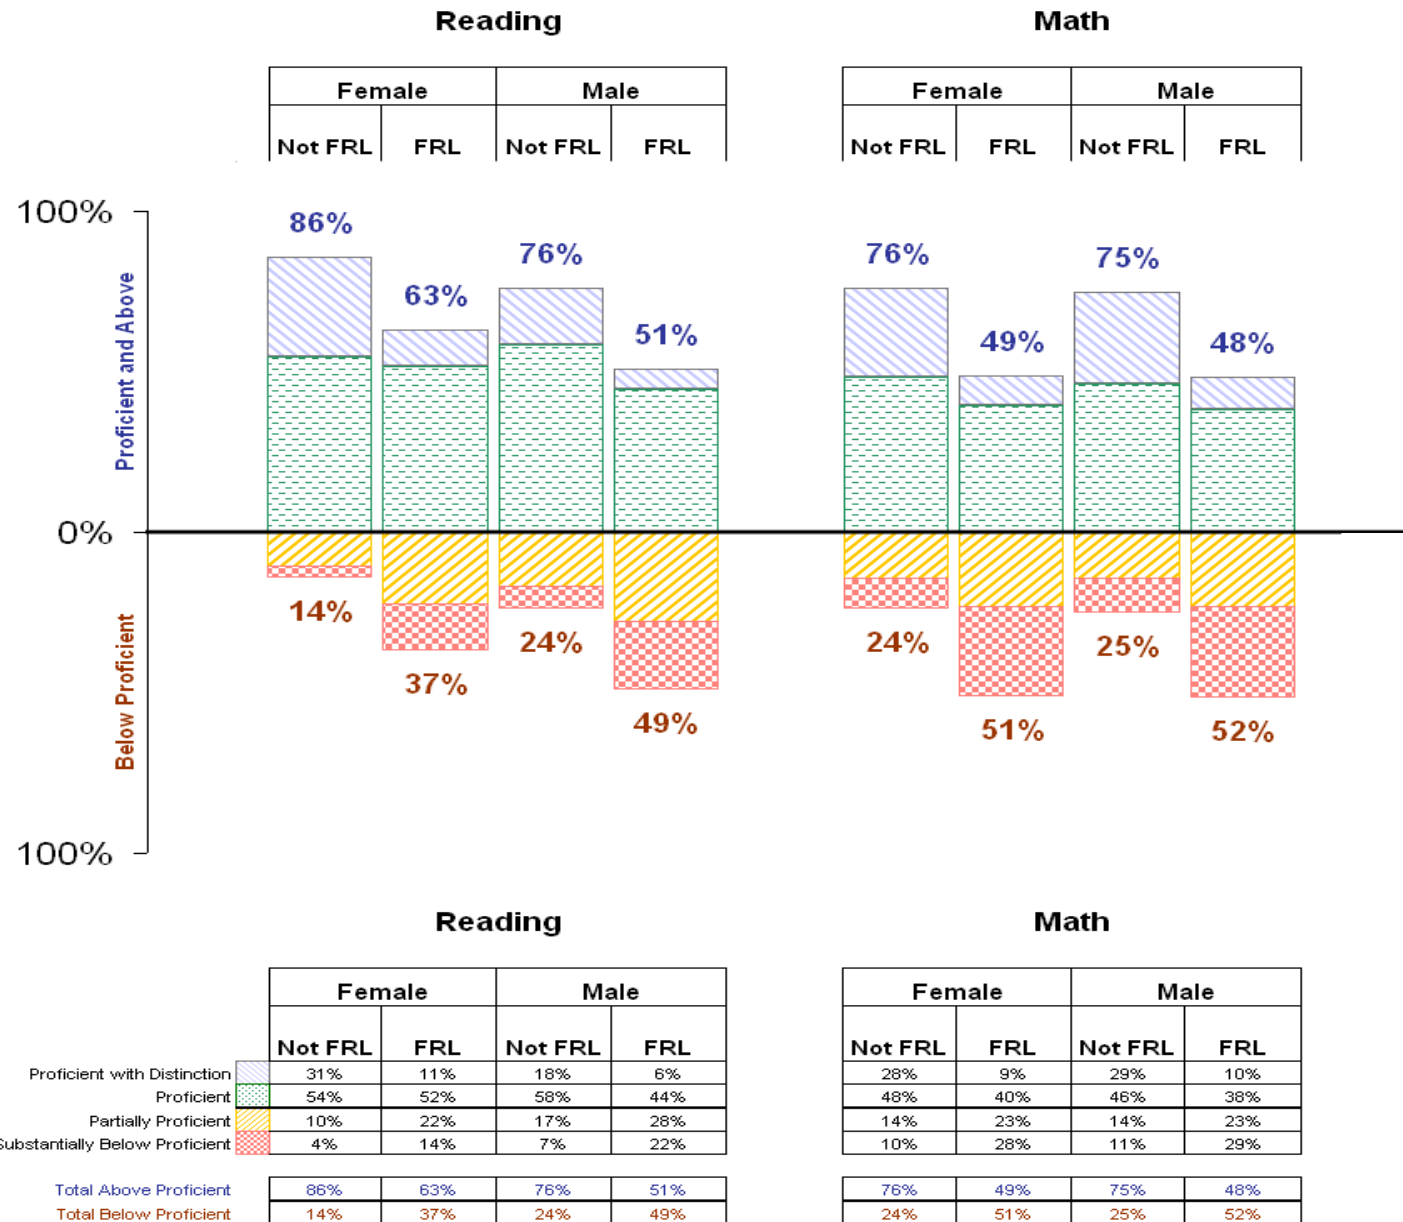 Reading Math
Female Male Female Male
Not FRL FRL Not FRL FRL Not FRL FRL Not FRL FRL
100%
86% 63% 76% 51% 76% 49% 75% 48%
Proficient and Above
0%
14% 37% 24% 49% 24% 51% 25% 52%
Below Proficient
100%
Reading Math
Female Male Female Male
Not FRL FRL Not FRL FRL Not FRL FRL Not FRL FRL
Proficient with Distinction 31% 11% 18% 6% 28% 9% 29% 10%
Proficient 54% 52% 58% 44% 48% 40% 46% 38%
Partially Proficient 10% 22% 17% 28% 14% 23% 14% 23%
Substantially Below Proficient 4% 14% 7% 22% 10% 28% 11% 29%
Total Above Proficient 86% 63% 76% 51% 76% 49% 75% 48%
Total Below Proficient 14% 37% 24% 49% 24% 51% 25% 52%